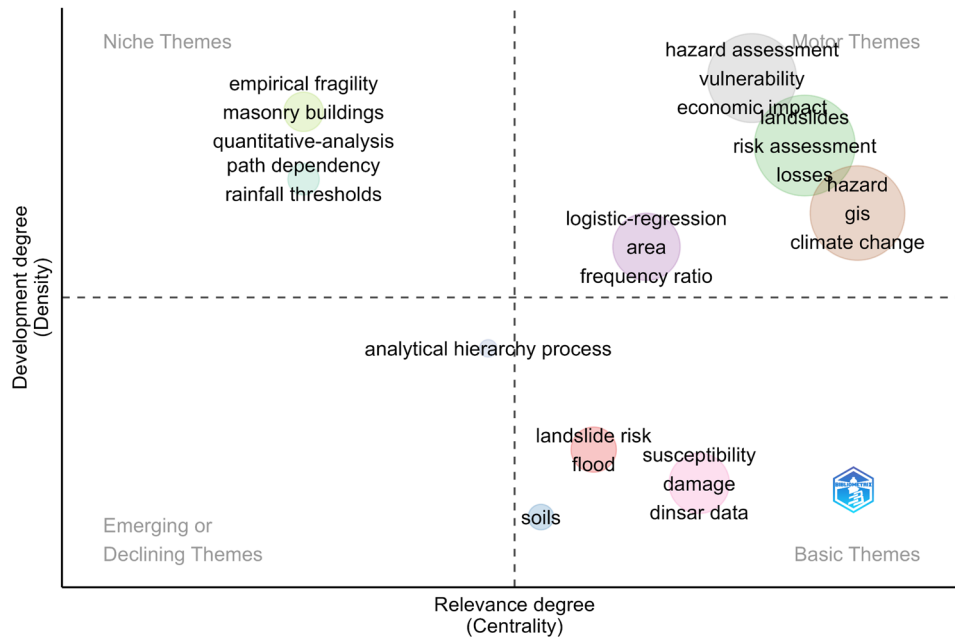 Niche Themes
Motor Themes
empirical fragility
masonry buildings
quantitative-analysis
path dependency
rainfall thresholds
hazard assessment
vulnerability
economic impact
landslides
risk assessment
losses
hazard
gis
climate change
logistic-regression
area
frequency ratio
analytical hierarchy process
landslide risk
flood
susceptibility
damage
dinsar data
soils
BIBLIOMETRIX
Emerging or
Declining Themes
Basic Themes
Development degree
(Density)
Relevance degree
(Centrality)